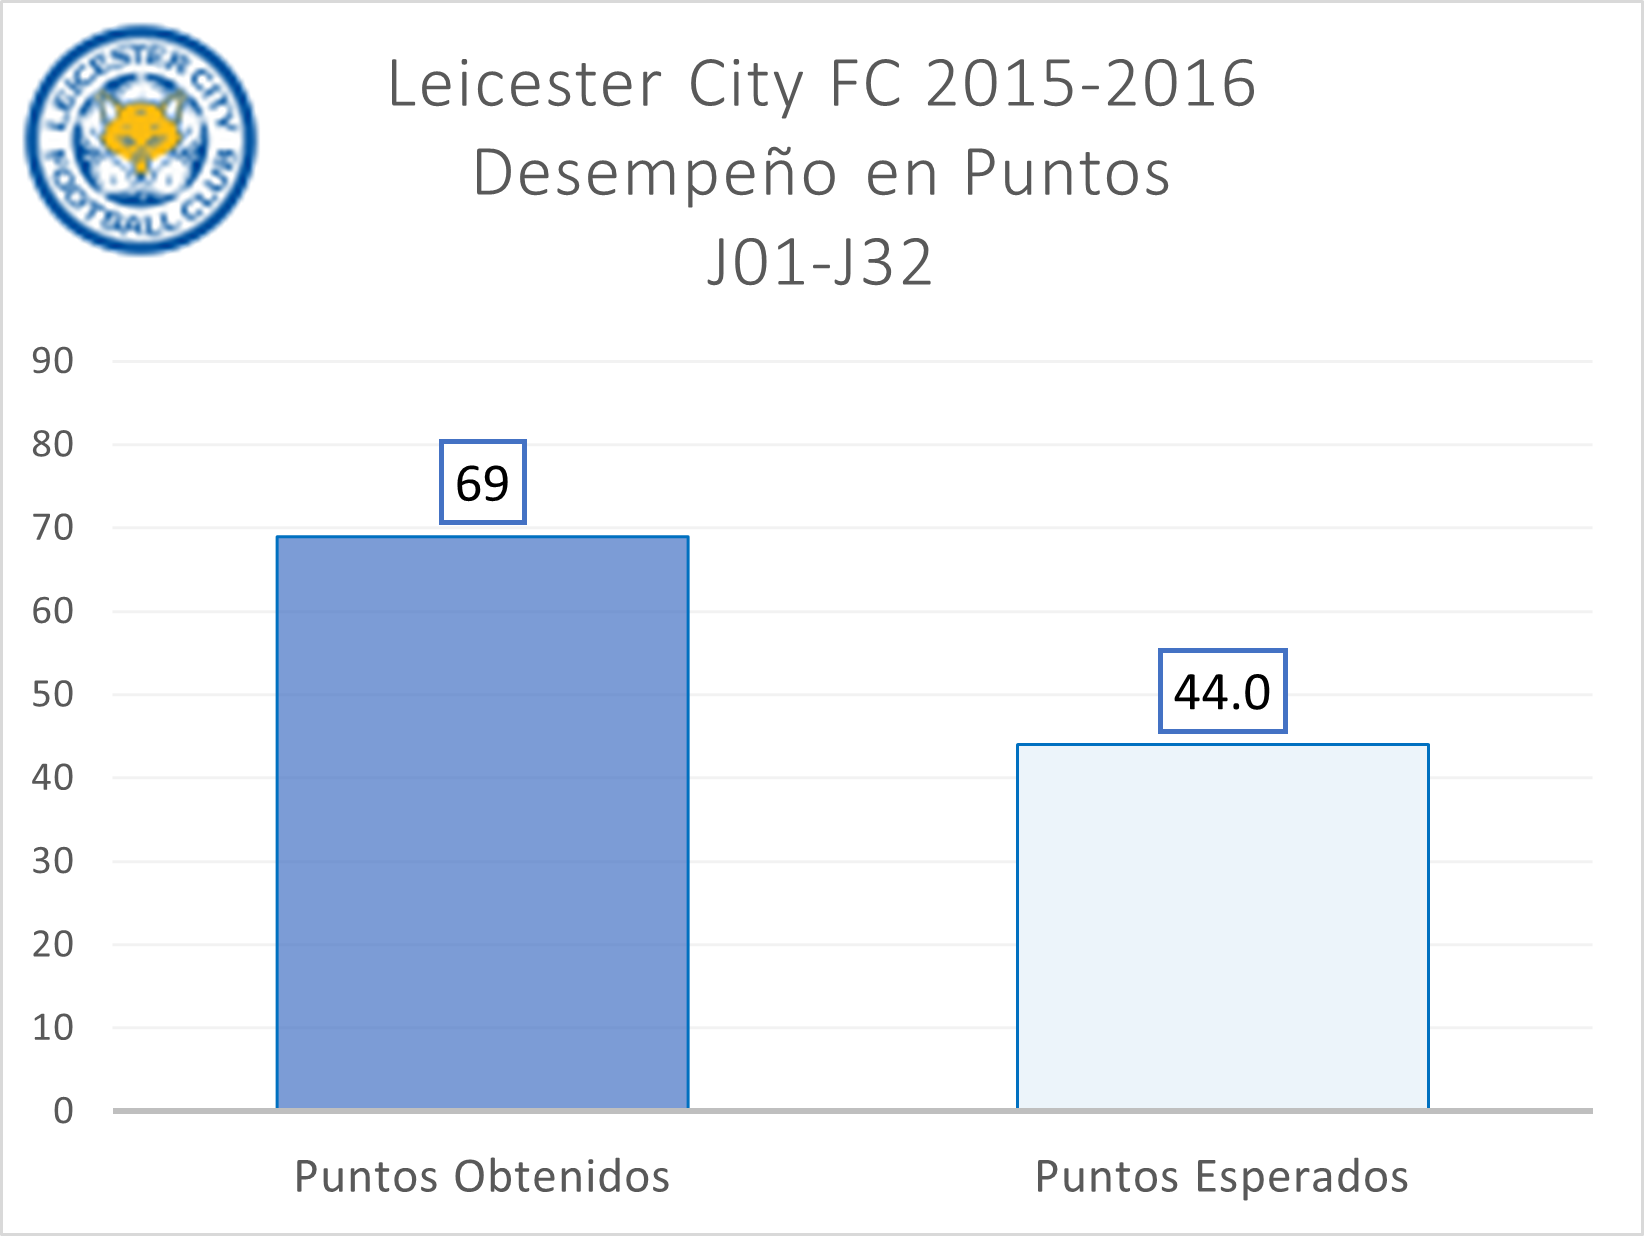 LEICESTER CITY
FOOTBALL CLUB
Leicester City FC 2015-2016
Desempeño en Puntos
J01-J32
90
80
69
70
60
44.0
50
40
30
20
10
0
Puntos Obtenidos
Puntos Esperados